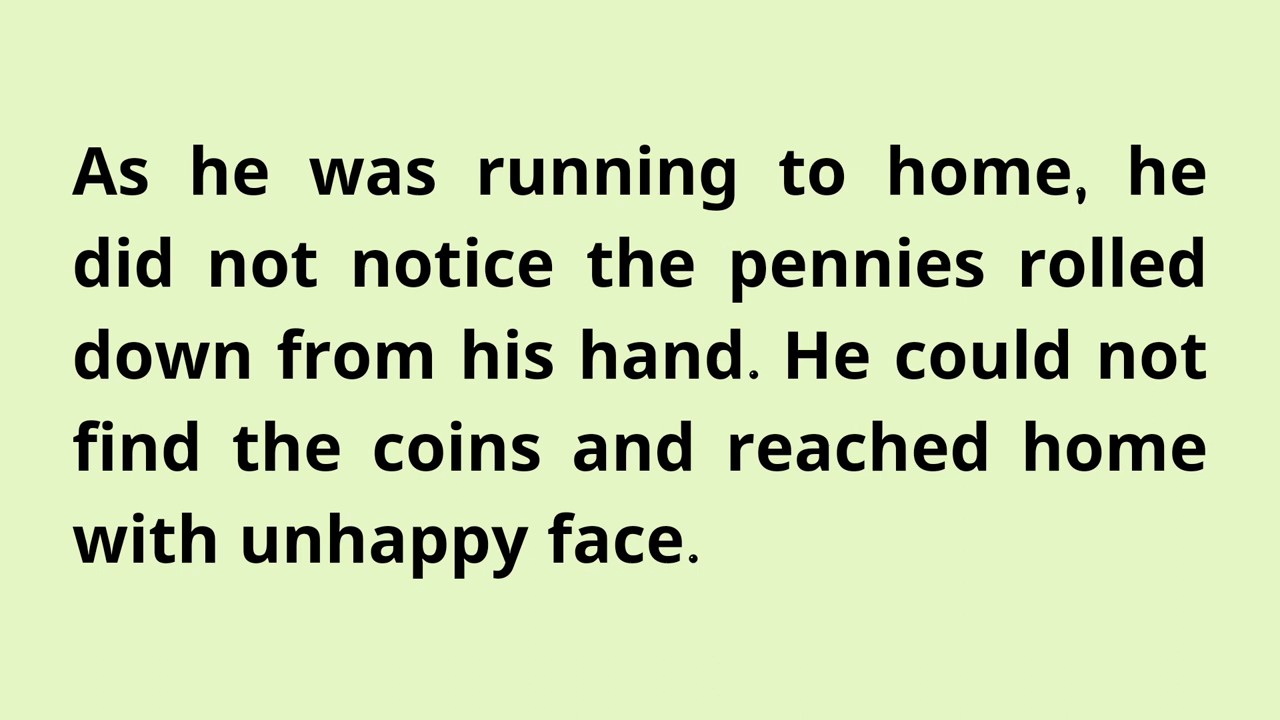 As he was running to home, he
did not notice the pennies rolled
down from his hand. He could not
find the coins and reached home
with unhappy face.